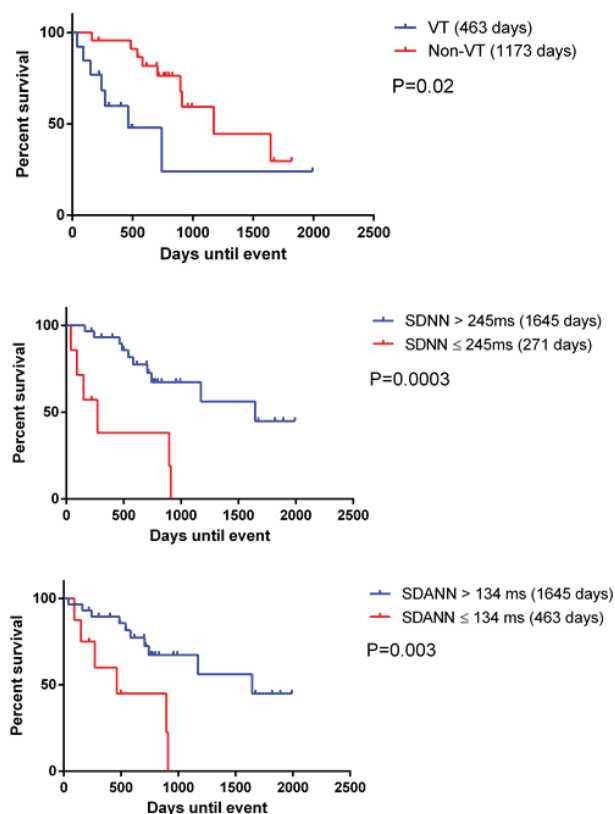 VT (463 days)
Non-VT (1173 days)
P=0.02
Percent survival
100
50
0
0 500 1000 1500 2000 2500
Days until event
SDNN > 245ms (1645 days)
SDNN ≤ 245ms (271 days)
P=0.0003
Percent survival
100
50
0
0 500 1000 1500 2000 2500
Days until event
SDANN > 134 ms (1645 days)
SDANN ≤ 134 ms (463 days)
P=0.003
Percent survival
100
50
0
0 500 1000 1500 2000 2500
Days until event